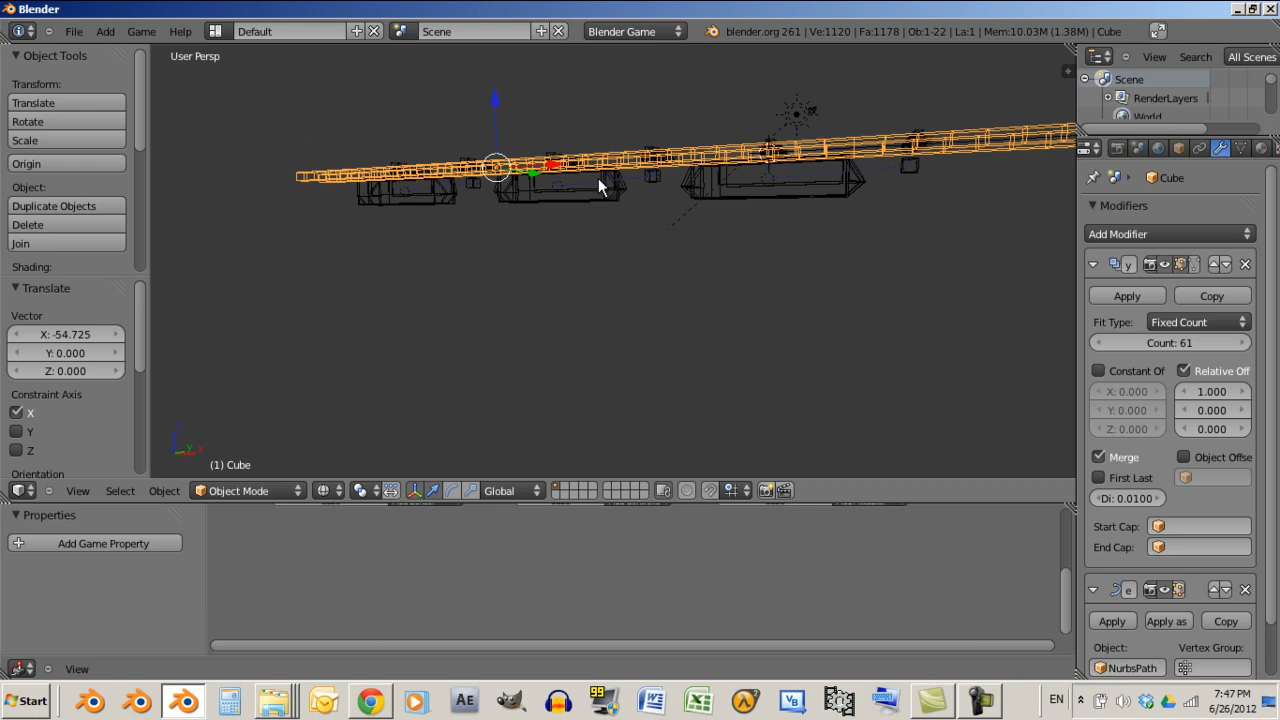 Blender
File Add Game Help Default Scene Blender Game blender.org 261 | Ve:1120 | Fa:1178 | Ob:1-22 | La:1 | Mem:10.03M (1.38M) | Cube
Object Tools
Transform:
Translate
Rotate
Scale
Origin
Object:
Duplicate Objects
Delete
Join
Shading:
Translate
Vector
X: -54.725
Y: 0.000
Z: 0.000
Constraint Axis
X
Y
Z
Orientation
User Persp
(1) Cube
View Select Object Object Mode Global
Properties
Add Game Property
View
View Search All Scenes
Scene
RenderLayers
World
Cube
Modifiers
Add Modifier
y
Apply Copy
Fit Type: Fixed Count
Count: 61
Constant Of Relative Off
X: 0.000 1.000
Y: 0.000 0.000
Z: 0.000 0.000
Merge Object Offse
First Last
Di: 0.0100
Start Cap:
End Cap:
e
Apply Apply as Copy
Object: Vertex Group:
NurbsPath
Start AE 99 EN 7:47 PM
6/26/2012